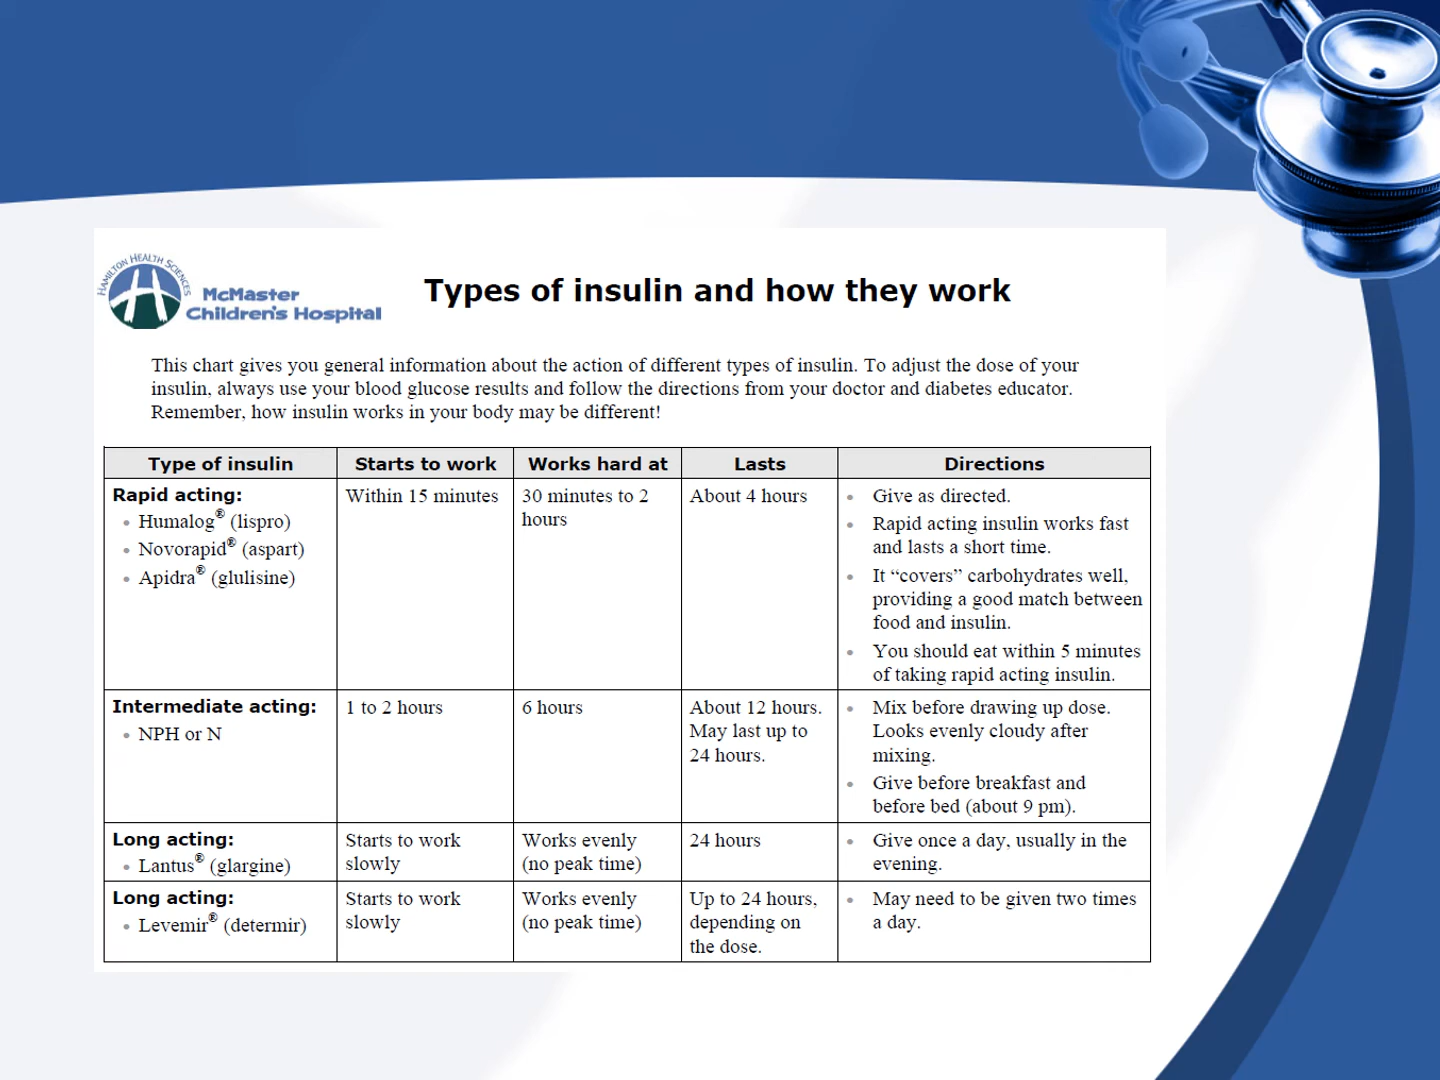 HAMILTON HEALTH SCIENCES
McMaster
Children's Hospital
Types of insulin and how they work
This chart gives you general information about the action of different types of insulin. To adjust the dose of your
insulin, always use your blood glucose results and follow the directions from your doctor and diabetes educator.
Remember, how insulin works in your body may be different!
Type of insulin
Starts to work
Works hard at
Lasts
Directions
Rapid acting:
• Humalog® (lispro)
• Novorapid® (aspart)
• Apidra® (glulisine)
Within 15 minutes
30 minutes to 2
hours
About 4 hours
• Give as directed.
• Rapid acting insulin works fast
and lasts a short time.
• It “covers” carbohydrates well,
providing a good match between
food and insulin.
• You should eat within 5 minutes
of taking rapid acting insulin.
Intermediate acting:
• NPH or N
1 to 2 hours
6 hours
About 12 hours.
May last up to
24 hours.
• Mix before drawing up dose.
Looks evenly cloudy after
mixing.
• Give before breakfast and
before bed (about 9 pm).
Long acting:
• Lantus® (glargine)
Starts to work
slowly
Works evenly
(no peak time)
24 hours
• Give once a day, usually in the
evening.
Long acting:
• Levemir® (determir)
Starts to work
slowly
Works evenly
(no peak time)
Up to 24 hours,
depending on
the dose.
• May need to be given two times
a day.